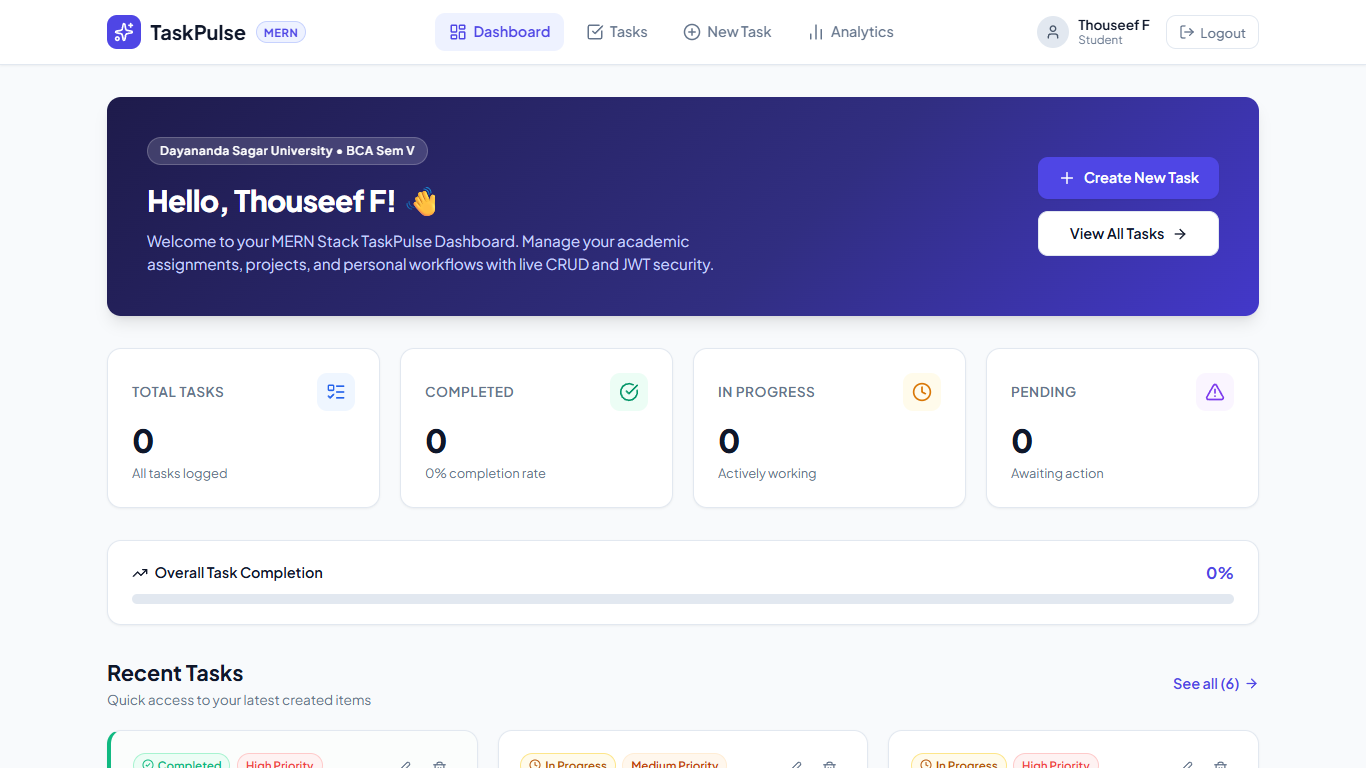 TaskPulse MERN
Dashboard Tasks New Task Analytics
Thouseef F
Student
Logout
Dayananda Sagar University • BCA Sem V
Hello, Thouseef F! 👋
Welcome to your MERN Stack TaskPulse Dashboard. Manage your academic
assignments, projects, and personal workflows with live CRUD and JWT security.
Create New Task
View All Tasks
TOTAL TASKS
0
All tasks logged
COMPLETED
0
0% completion rate
IN PROGRESS
0
Actively working
PENDING
0
Awaiting action
Overall Task Completion 0%
Recent Tasks
Quick access to your latest created items
See all (6)
Completed High Priority
In Progress Medium Priority
In Progress High Priority